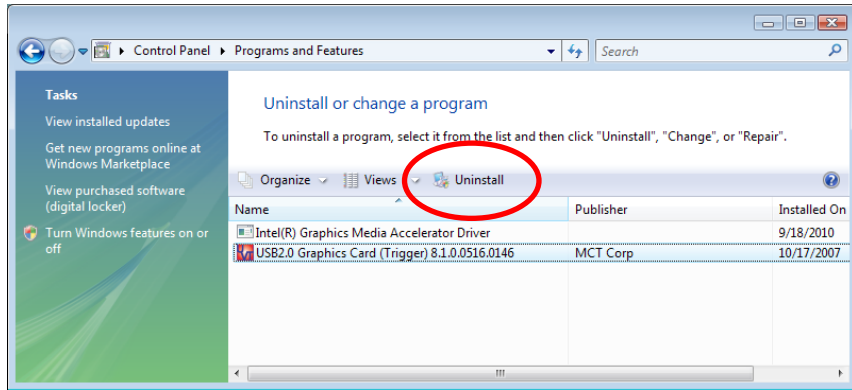 Control Panel Programs and Features
Search
Tasks
View installed updates
Get new programs online at
Windows Marketplace
View purchased software
(digital locker)
Turn Windows features on or
off
Uninstall or change a program
To uninstall a program, select it from the list and then click "Uninstall", "Change", or "Repair".
Organize Views Uninstall
Name Publisher Installed On
Intel(R) Graphics Media Accelerator Driver 9/18/2010
USB2.0 Graphics Card (Trigger) 8.1.0.0516.0146 MCT Corp 10/17/2007